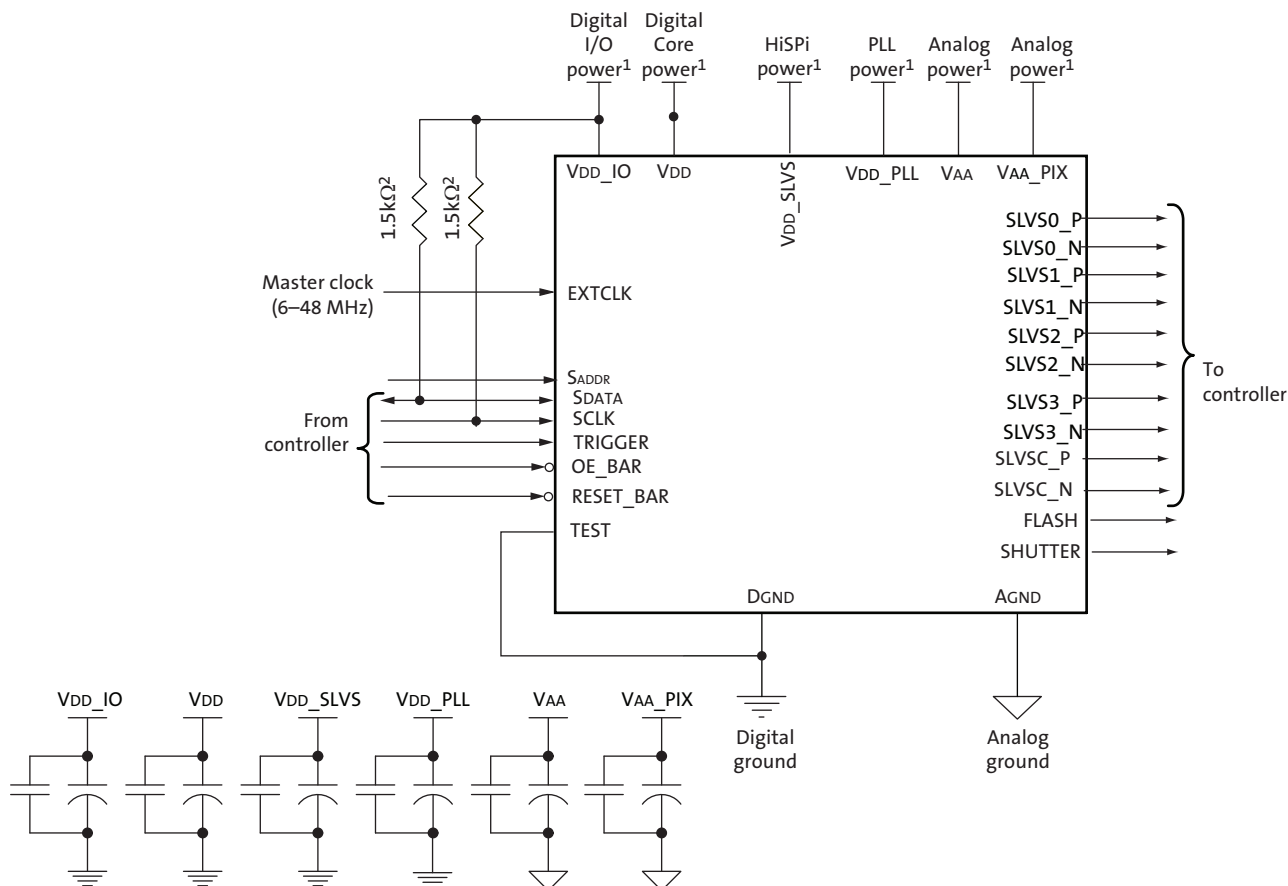 Digital
I/O
power1
Digital
Core
power1
HiSPi
power1
PLL
power1
Analog
power1
Analog
power1
VDD_IO
VDD
VDD_SLVS
VDD_PLL
VAA
VAA_PIX
1.5kΩ2
1.5kΩ2
Master clock
(6–48 MHz)
EXTCLK
From
controller
SADDR
SDATA
SCLK
TRIGGER
OE_BAR
RESET_BAR
TEST
SLVS0_P
SLVS0_N
SLVS1_P
SLVS1_N
SLVS2_P
SLVS2_N
SLVS3_P
SLVS3_N
SLVSC_P
SLVSC_N
FLASH
SHUTTER
To
controller
DGND
AGND
Digital
ground
Analog
ground
VDD_IO
VDD
VDD_SLVS
VDD_PLL
VAA
VAA_PIX